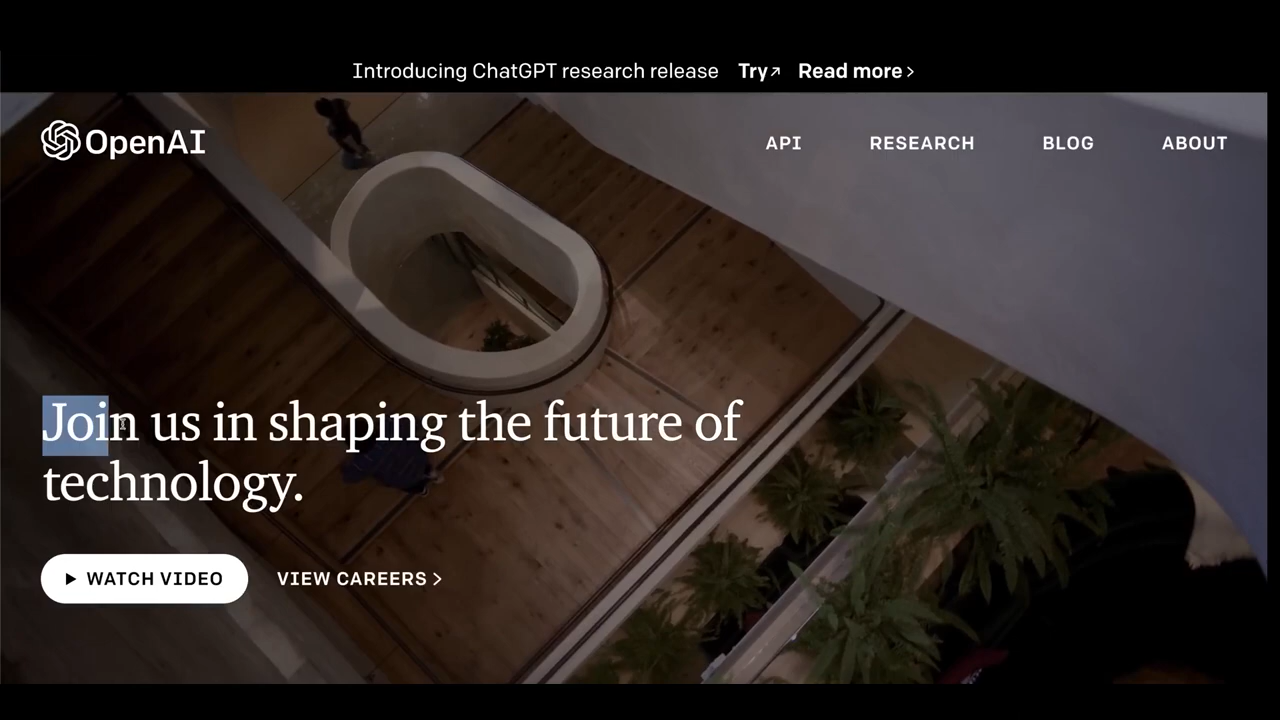 Introducing ChatGPT research release Try↗ Read more >
OpenAI API RESEARCH BLOG ABOUT
Join us in shaping the future of
technology.
▶ WATCH VIDEO VIEW CAREERS >